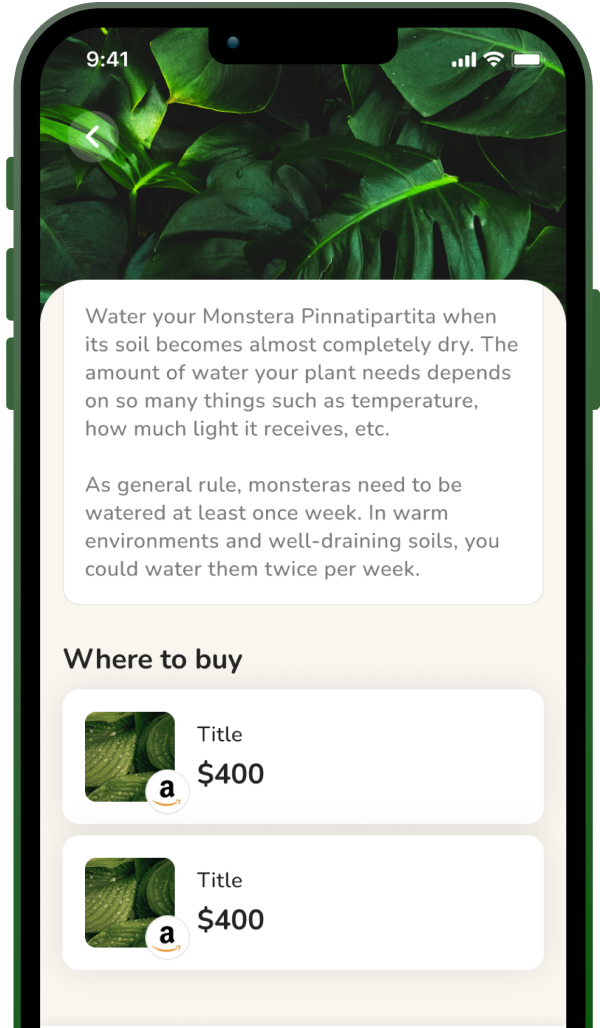 9:41
Water your Monstera Pinnatipartita when
its soil becomes almost completely dry. The
amount of water your plant needs depends
on so many things such as temperature,
how much light it receives, etc.
As general rule, monsteras need to be
watered at least once week. In warm
environments and well-draining soils, you
could water them twice per week.
Where to buy
Title
$400
a
Title
$400
a